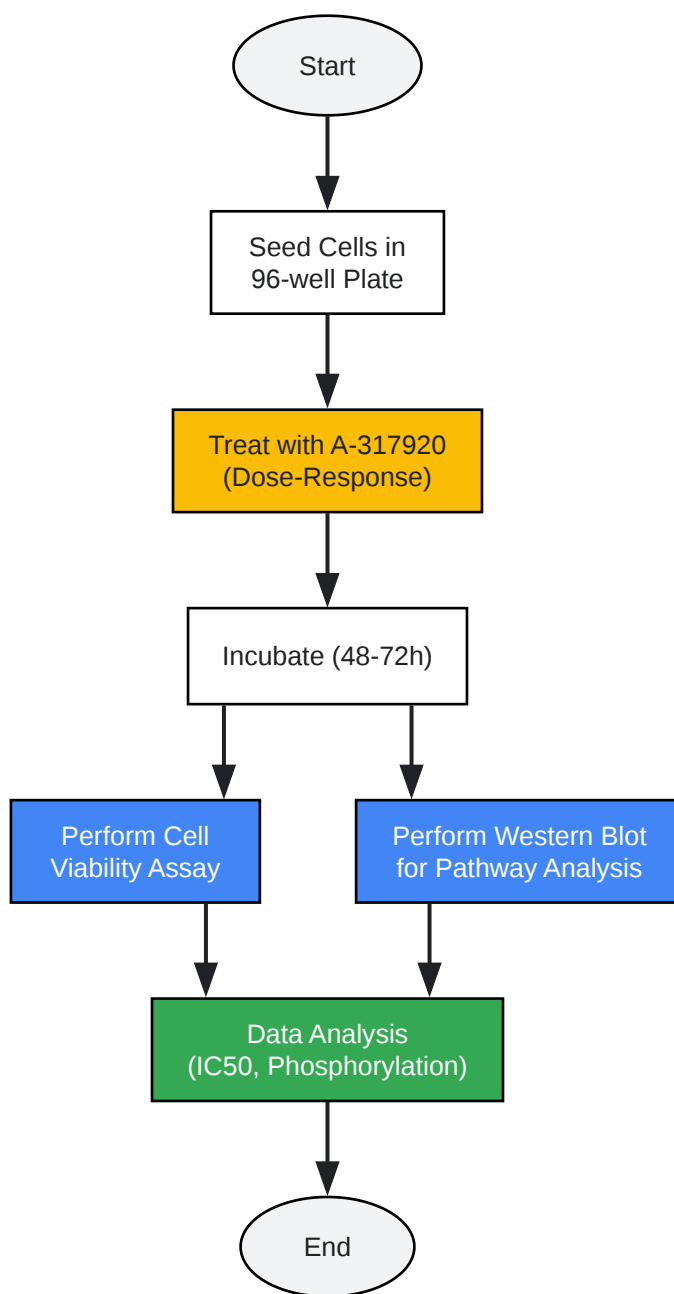 Start
Seed Cells in
96-well Plate
Treat with A-317920
(Dose-Response)
Incubate (48-72h)
Perform Cell
Viability Assay
Perform Western Blot
for Pathway Analysis
Data Analysis
(IC50, Phosphorylation)
End